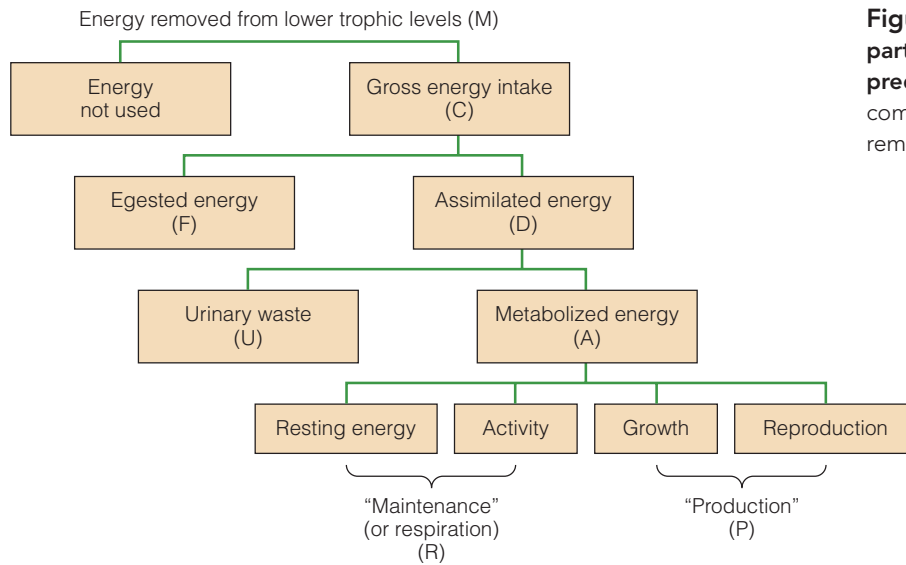 Energy removed from lower trophic levels (M)
Energy
not used
Gross energy intake
(C)
Egested energy
(F)
Assimilated energy
(D)
Urinary waste
(U)
Metabolized energy
(A)
Resting energy
Activity
Growth
Reproduction
“Maintenance”
(or respiration)
(R)
“Production”
(P)